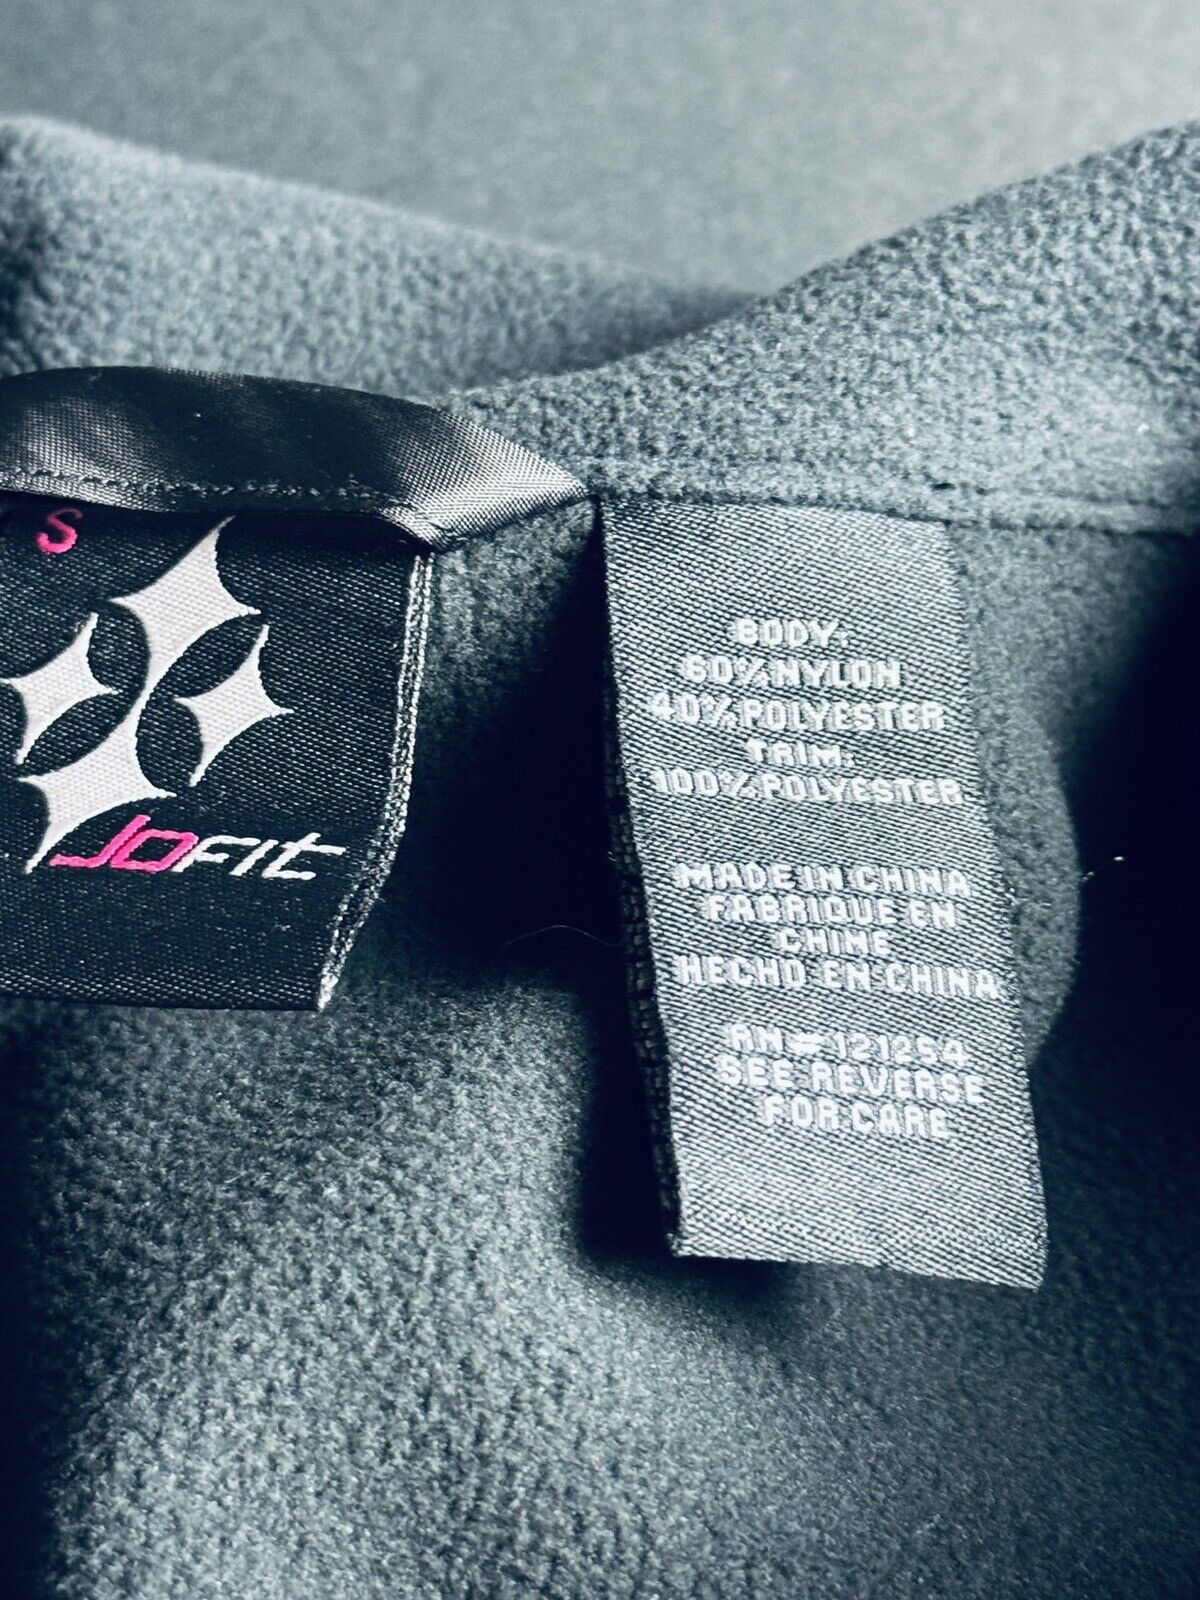 S
JOFIT
BODY:
60% NYLON
40% POLYESTER
TRIM:
100% POLYESTER
MADE IN CHINA
FABRIQUE EN
CHINE
HECHO EN CHINA
RN# 121254
SEE REVERSE
FOR CARE